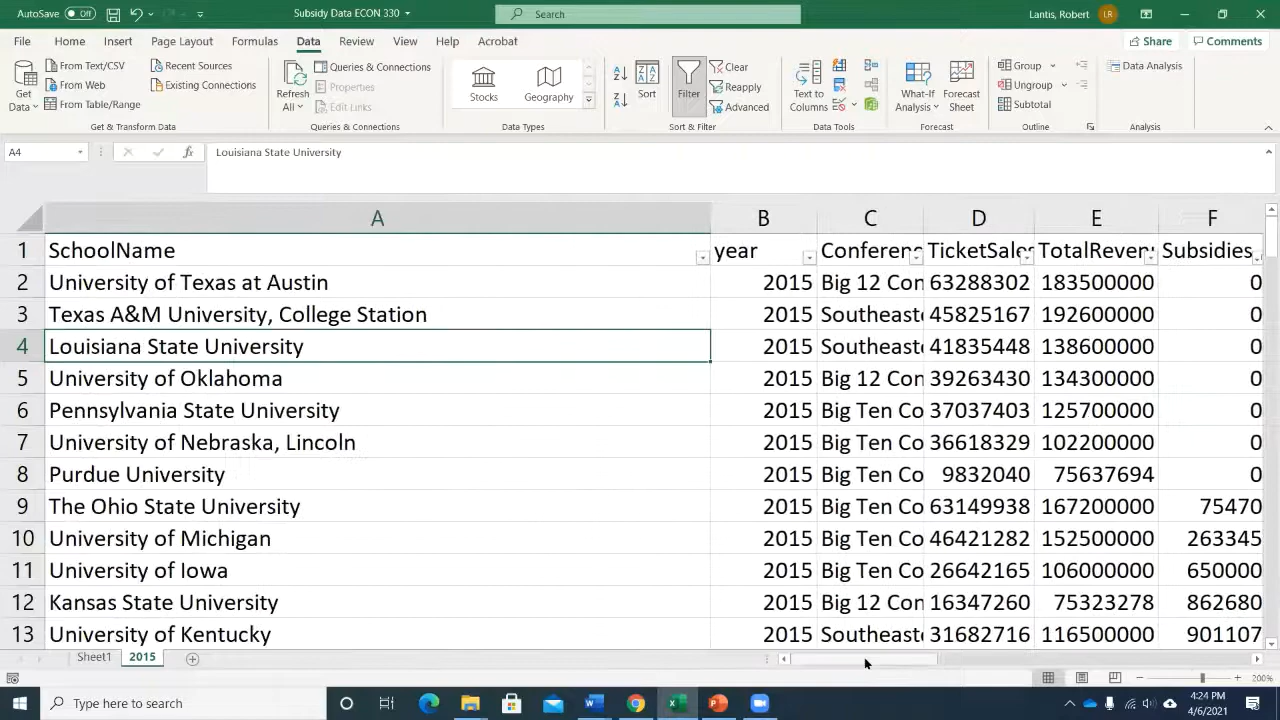 AutoSave Off Subsidy Data ECON 330 Search Lantis, Robert LR
File Home Insert Page Layout Formulas Data Review View Help Acrobat Share Comments
Get Data From Text/CSV From Web From Table/Range Recent Sources Existing Connections
Refresh All Queries & Connections Properties Edit Links
Stocks Geography
Sort Filter Clear Reapply Advanced
Text to Columns
What-If Analysis Forecast Sheet
Group Ungroup Subtotal
Data Analysis
Get & Transform Data Queries & Connections Data Types Sort & Filter Data Tools Forecast Outline Analysis
A4 fx Louisiana State University
A B C D E F
1 SchoolName year Conferenc TicketSales TotalReven Subsidies
2 University of Texas at Austin 2015 Big 12 Con 63288302 183500000 0
3 Texas A&M University, College Station 2015 Southeaste 45825167 192600000 0
4 Louisiana State University 2015 Southeaste 41835448 138600000 0
5 University of Oklahoma 2015 Big 12 Con 39263430 134300000 0
6 Pennsylvania State University 2015 Big Ten Co 37037403 125700000 0
7 University of Nebraska, Lincoln 2015 Big Ten Co 36618329 102200000 0
8 Purdue University 2015 Big Ten Co 9832040 75637694 0
9 The Ohio State University 2015 Big Ten Co 63149938 167200000 75470
10 University of Michigan 2015 Big Ten Co 46421282 152500000 263345
11 University of Iowa 2015 Big Ten Co 26642165 106000000 650000
12 Kansas State University 2015 Big 12 Con 16347260 75323278 862680
13 University of Kentucky 2015 Southeaste 31682716 116500000 901107
Sheet1 2015
200%
Type here to search
4:24 PM
4/6/2021